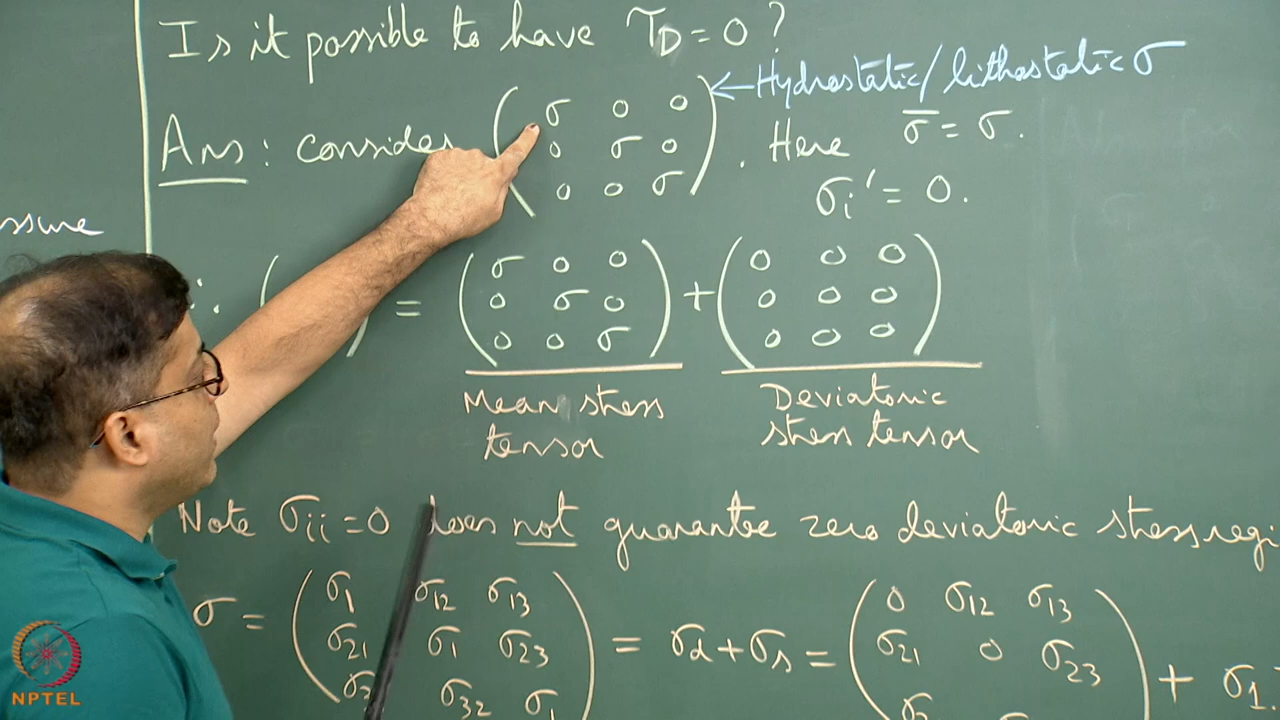 Is it possible to have τD = 0 ?
← Hydrostatic/lithostatic σ
Ans : consider ( σ 0 0
0 σ 0
0 0 σ ) . Here σ̄ = σ .
σi' = 0 .
ssure
∴ ( ) = ( σ 0 0
0 σ 0
0 0 σ ) + ( 0 0 0
0 0 0
0 0 0 )
Mean stress tensor
Deviatoric stress tensor
Note σii = 0 does not guarantee zero deviatoric stress regi
σ = ( σ1 σ12 σ13
σ21 σ1 σ23
σ32 σ1 ) = σd + σs = ( 0 σ12 σ13
σ21 0 σ23 ) + σ1
NPTEL